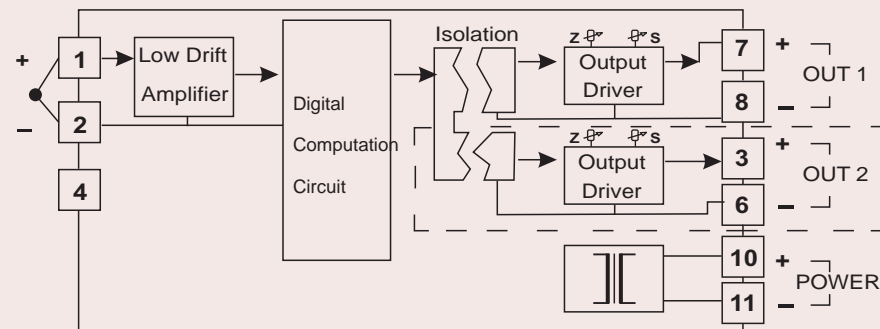 Isolation
+
1
Low Drift
Amplifier
Z
S
Output
Driver
7
+
OUT 1
8
−
−
2
Digital
Computation
Circuit
Z
S
Output
Driver
3
+
OUT 2
6
−
4
10
+
POWER
11
−